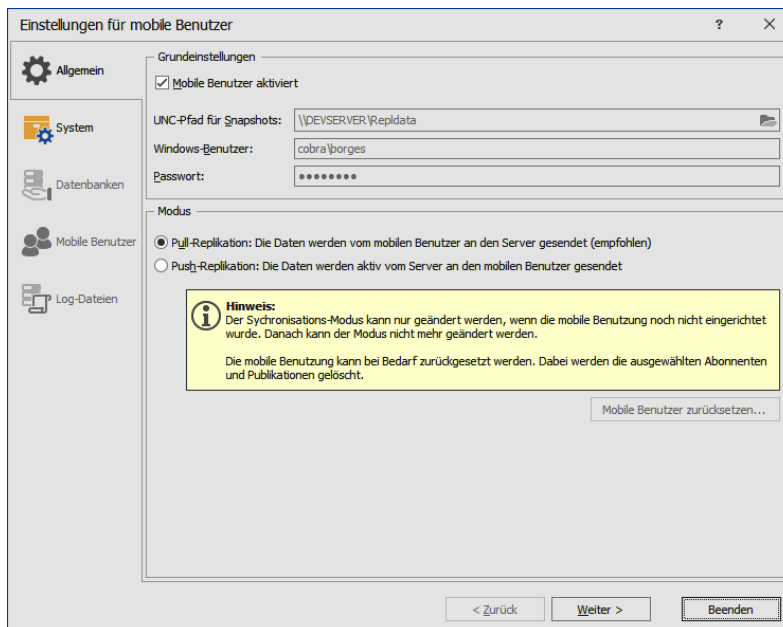 Einstellungen für mobile Benutzer
?
Allgemein
System
Datenbanken
Mobile Benutzer
Log-Dateien
Grundeinstellungen
Mobile Benutzer aktiviert
UNC-Pfad für Snapshots: \\DEVSERVER\Repldata
Windows-Benutzer: cobra\borges
Passwort: ●●●●●●●●
Modus
Pull-Replikation: Die Daten werden vom mobilen Benutzer an den Server gesendet (empfohlen)
Push-Replikation: Die Daten werden aktiv vom Server an den mobilen Benutzer gesendet
Hinweis:
Der Sychronisations-Modus kann nur geändert werden, wenn die mobile Benutzung noch nicht eingerichtet
wurde. Danach kann der Modus nicht mehr geändert werden.
Die mobile Benutzung kann bei Bedarf zurückgesetzt werden. Dabei werden die ausgewählten Abonnenten
und Publikationen gelöscht.
Mobile Benutzer zurücksetzen...
< Zurück
Weiter >
Beenden